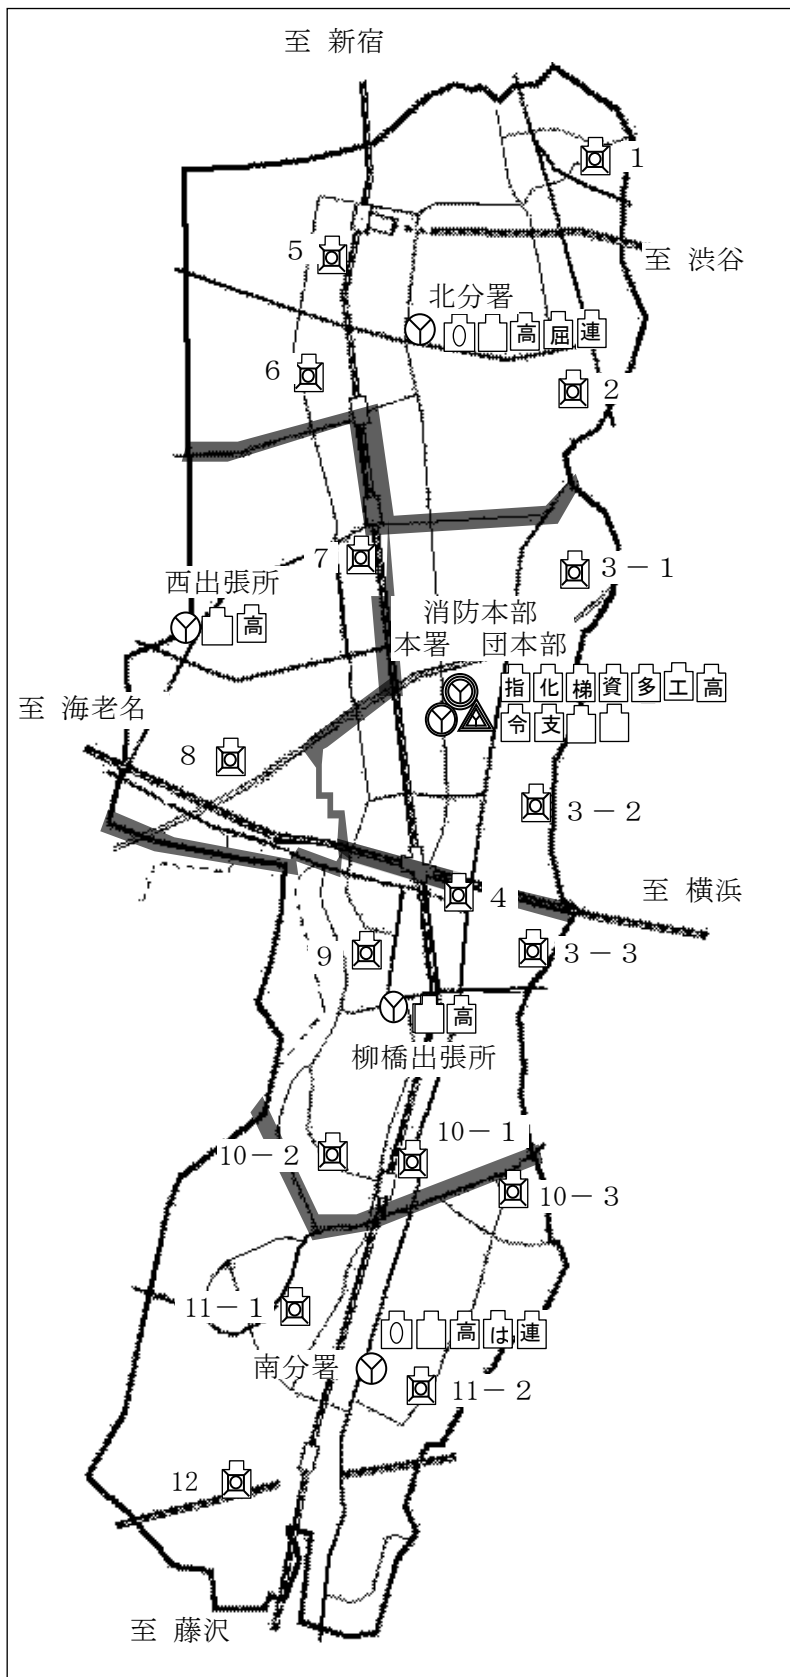 至 新宿
1
5
至 渋谷
北分署
0 高 屈 連
6
2
7
3－1
西出張所
高
消防本部
本署 団本部
指 化 梯 資 多 工 高
令 支
至 海老名
8
3－2
4
至 横浜
9
3－3
高
柳橋出張所
10－1
10－2
10－3
11－1
0 高 は 連
南分署
11－2
12
至 藤沢